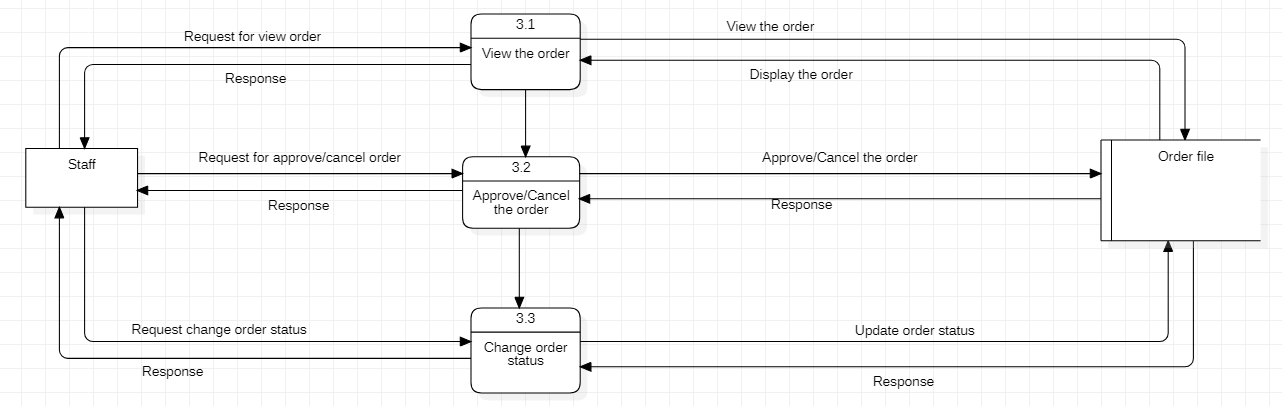 3.1
View the order
Request for view order
Response
View the order
Display the order
Staff
Request for approve/cancel order
Response
3.2
Approve/Cancel
the order
Approve/Cancel the order
Response
Order file
Request change order status
Response
3.3
Change order
status
Update order status
Response